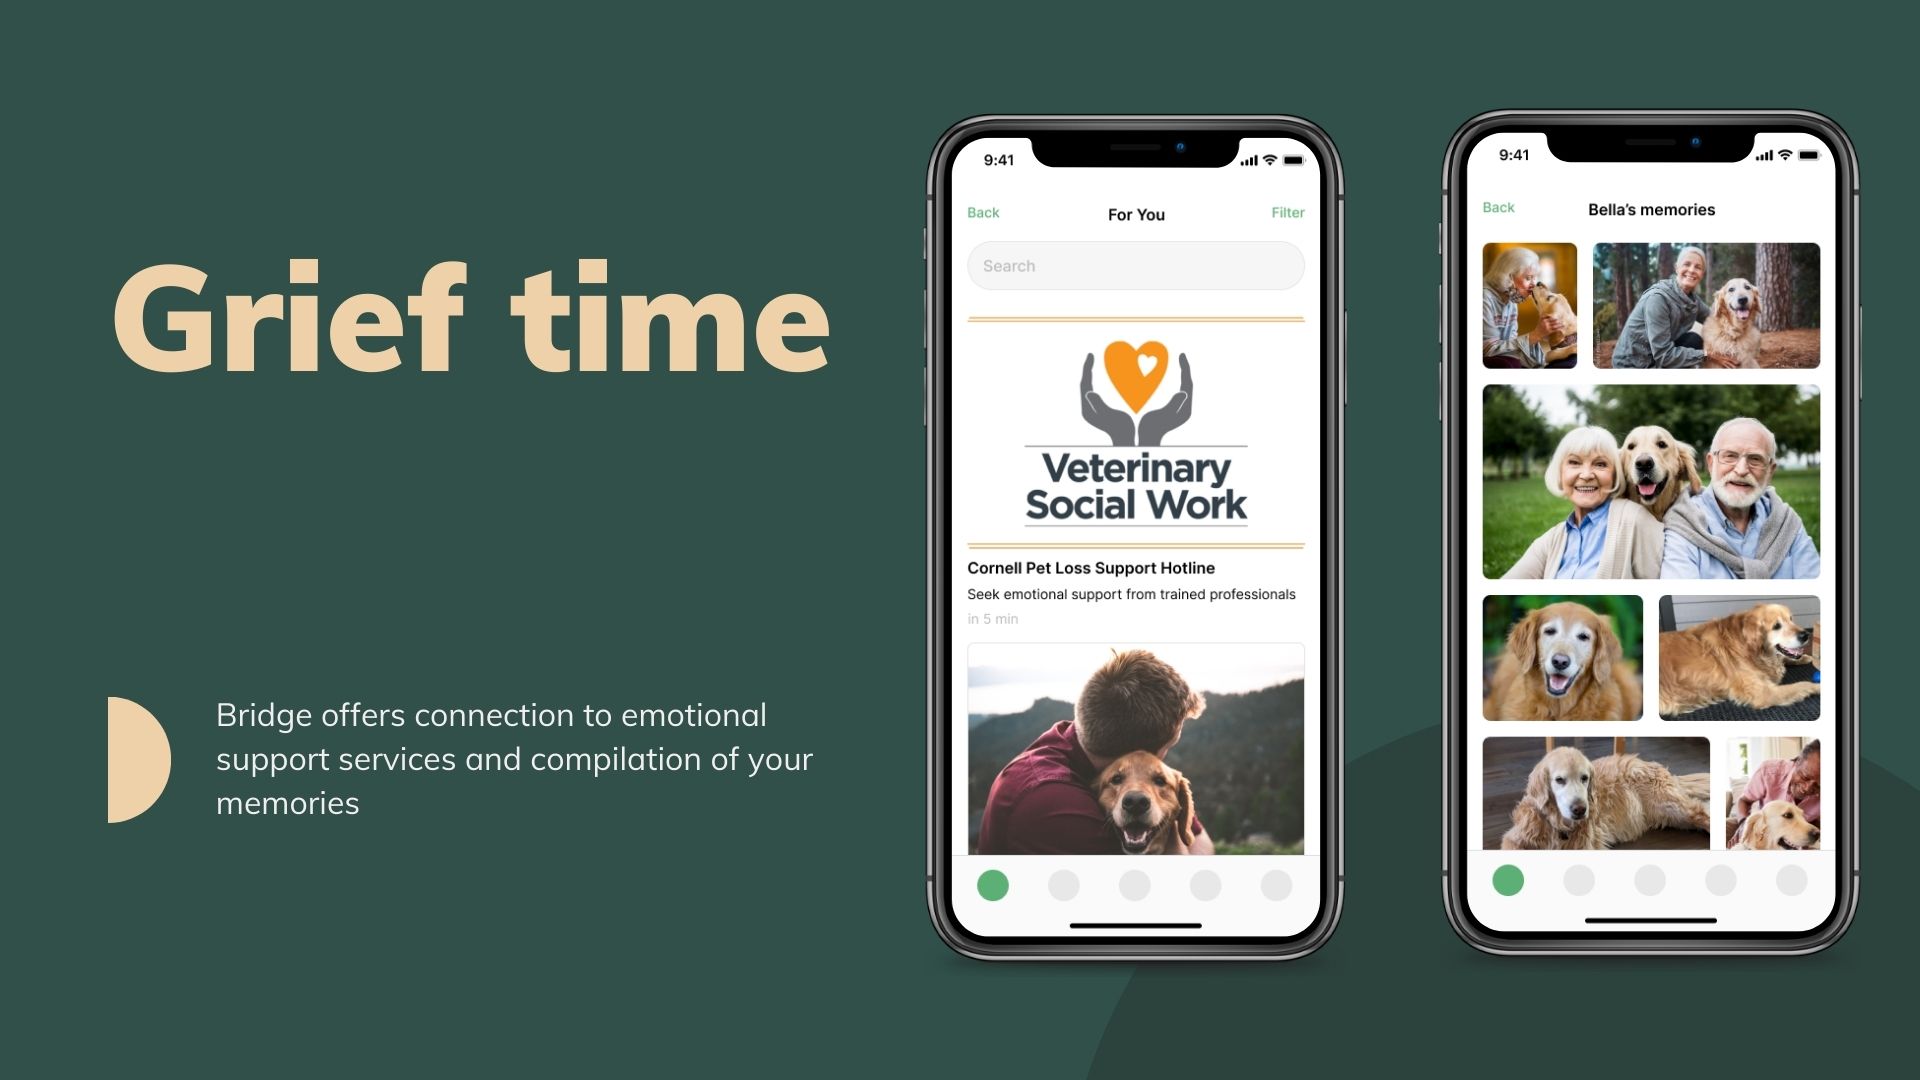 Grief time
Bridge offers connection to emotional
support services and compilation of your
memories
9:41
Back
For You
Filter
Search
Veterinary
Social Work
Cornell Pet Loss Support Hotline
Seek emotional support from trained professionals
in 5 min
9:41
Back
Bella’s memories